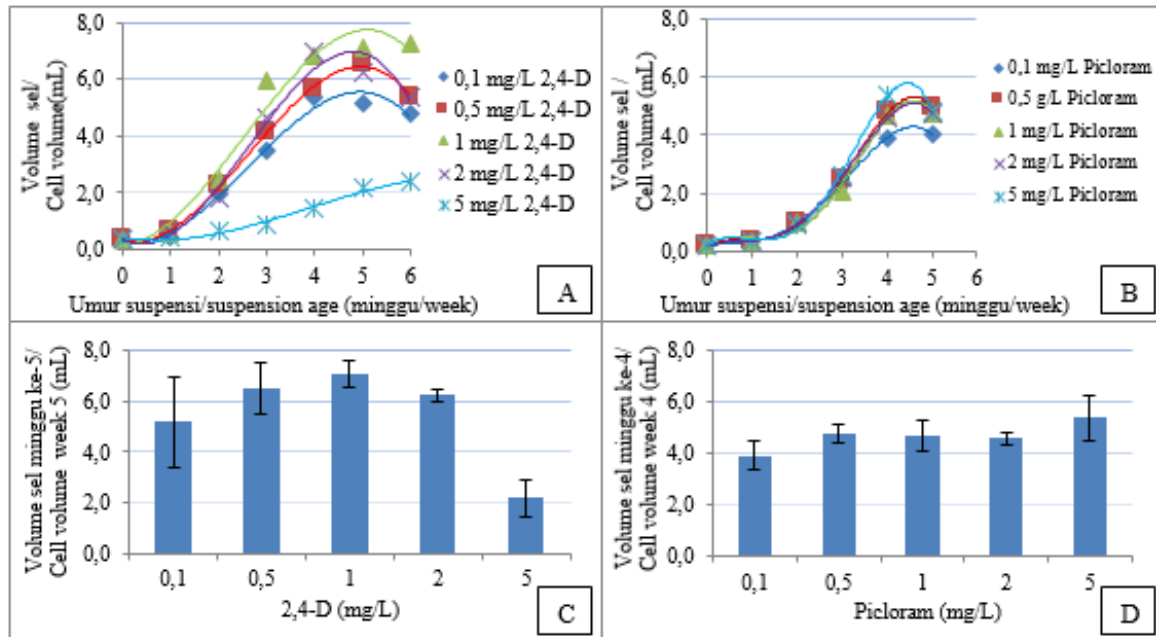 Volume sel/
Cell volume(mL)
8,0
6,0
4,0
2,0
0,0
0 1 2 3 4 5 6
Umur suspensi/suspension age (minggu/week)
0,1 mg/L 2,4-D
0,5 mg/L 2,4-D
1 mg/L 2,4-D
2 mg/L 2,4-D
5 mg/L 2,4-D
A
Volume sel /
Cell volume (mL)
8,0
6,0
4,0
2,0
0,0
0 1 2 3 4 5 6
Umur suspensi/suspension age (minggu/week)
0,1 mg/L Picloram
0,5 g/L Picloram
1 mg/L Picloram
2 mg/L Picloram
5 mg/L Picloram
B
Volume sel minggu ke-5/
Cell volume week 5 (mL)
8,0
6,0
4,0
2,0
0,0
0,1 0,5 1 2 5
2,4-D (mg/L)
C
Volume sel minggu ke-4/
Cell volume week 4 (mL)
8,0
6,0
4,0
2,0
0,0
0,1 0,5 1 2 5
Picloram (mg/L)
D